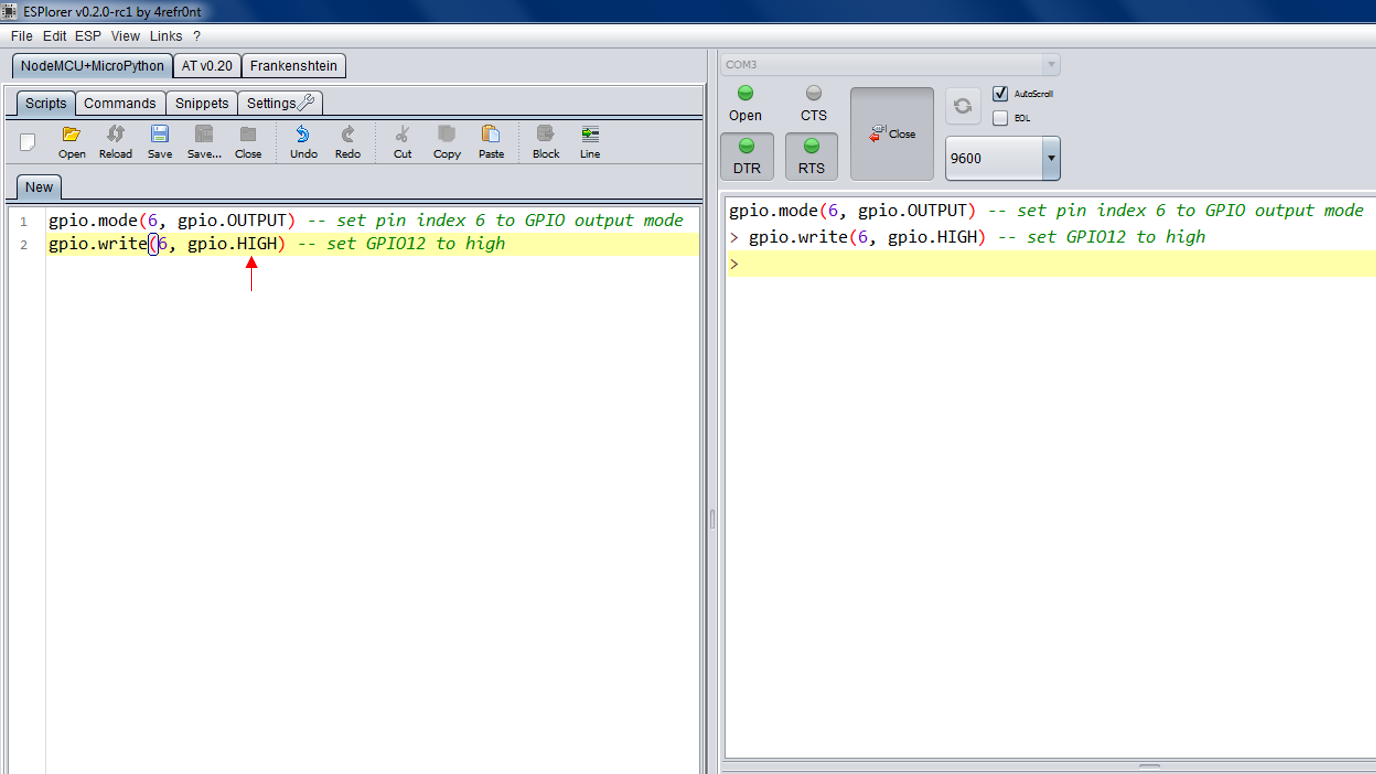 ESPlorer v0.2.0-rc1 by 4refr0nt
File Edit ESP View Links ?
NodeMCU+MicroPython AT v0.20 Frankenshtein
Scripts Commands Snippets Settings
Open Reload Save Save... Close Undo Redo Cut Copy Paste Block Line
New
1 gpio.mode(6, gpio.OUTPUT) -- set pin index 6 to GPIO output mode
2 gpio.write(6, gpio.HIGH) -- set GPIO12 to high
COM3
Open CTS Close AutoScroll
EOL
DTR RTS 9600
gpio.mode(6, gpio.OUTPUT) -- set pin index 6 to GPIO output mode
> gpio.write(6, gpio.HIGH) -- set GPIO12 to high
>